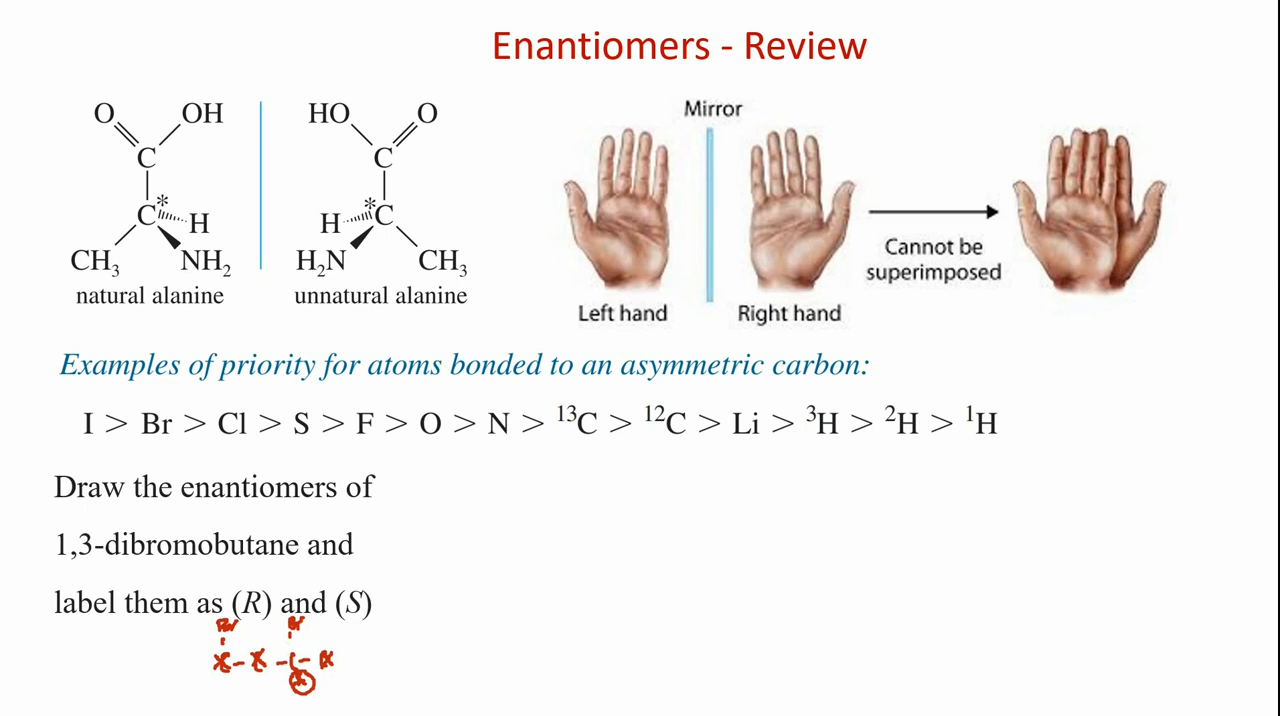 Enantiomers - Review
O OH HO O
C C
C* H H *C
CH₃ NH₂ H₂N CH₃
natural alanine unnatural alanine
Mirror
Left hand Right hand
Cannot be
superimposed
Examples of priority for atoms bonded to an asymmetric carbon:
I > Br > Cl > S > F > O > N > ¹³C > ¹²C > Li > ³H > ²H > ¹H
Draw the enantiomers of
1,3-dibromobutane and
label them as (R) and (S)
Br Br